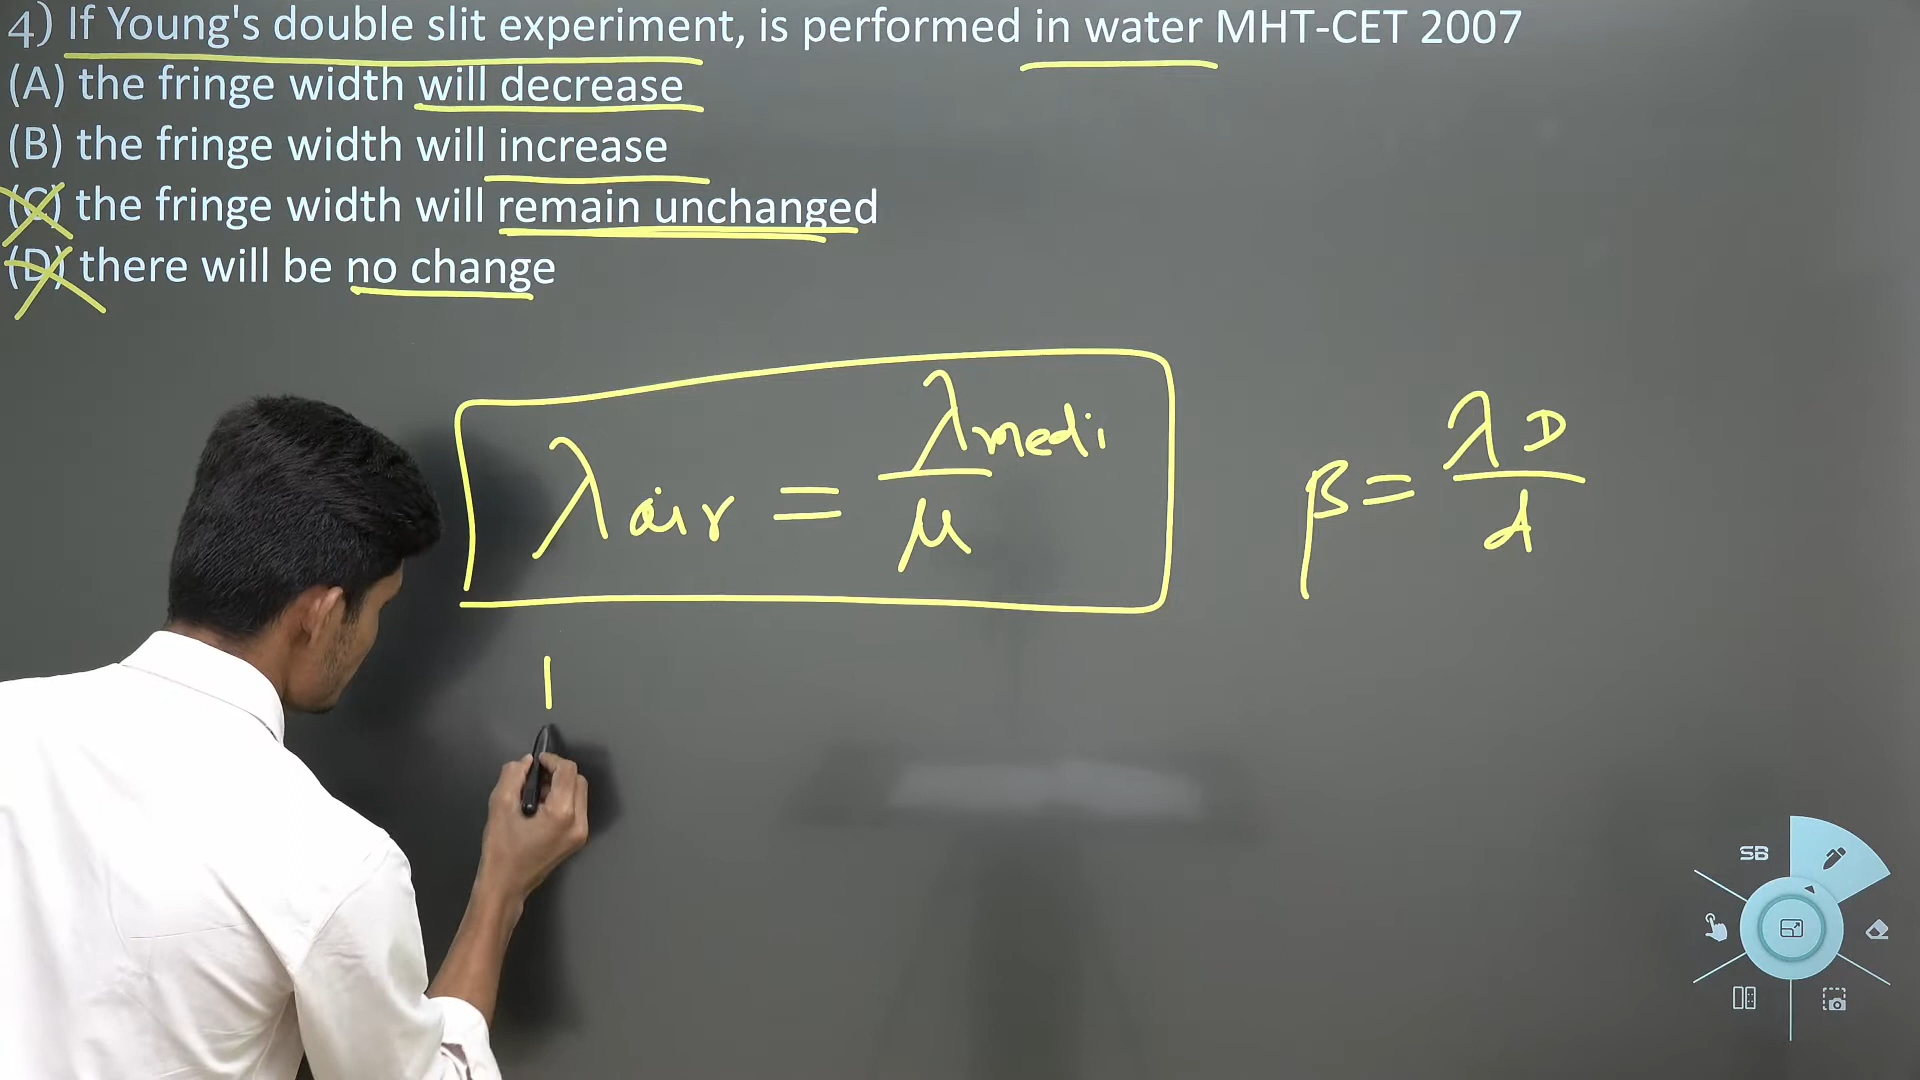 4) If Young's double slit experiment, is performed in water MHT-CET 2007
(A) the fringe width will decrease
(B) the fringe width will increase
(C) the fringe width will remain unchanged
(D) there will be no change
λair = λmedi / μ
β = λD / d
SB